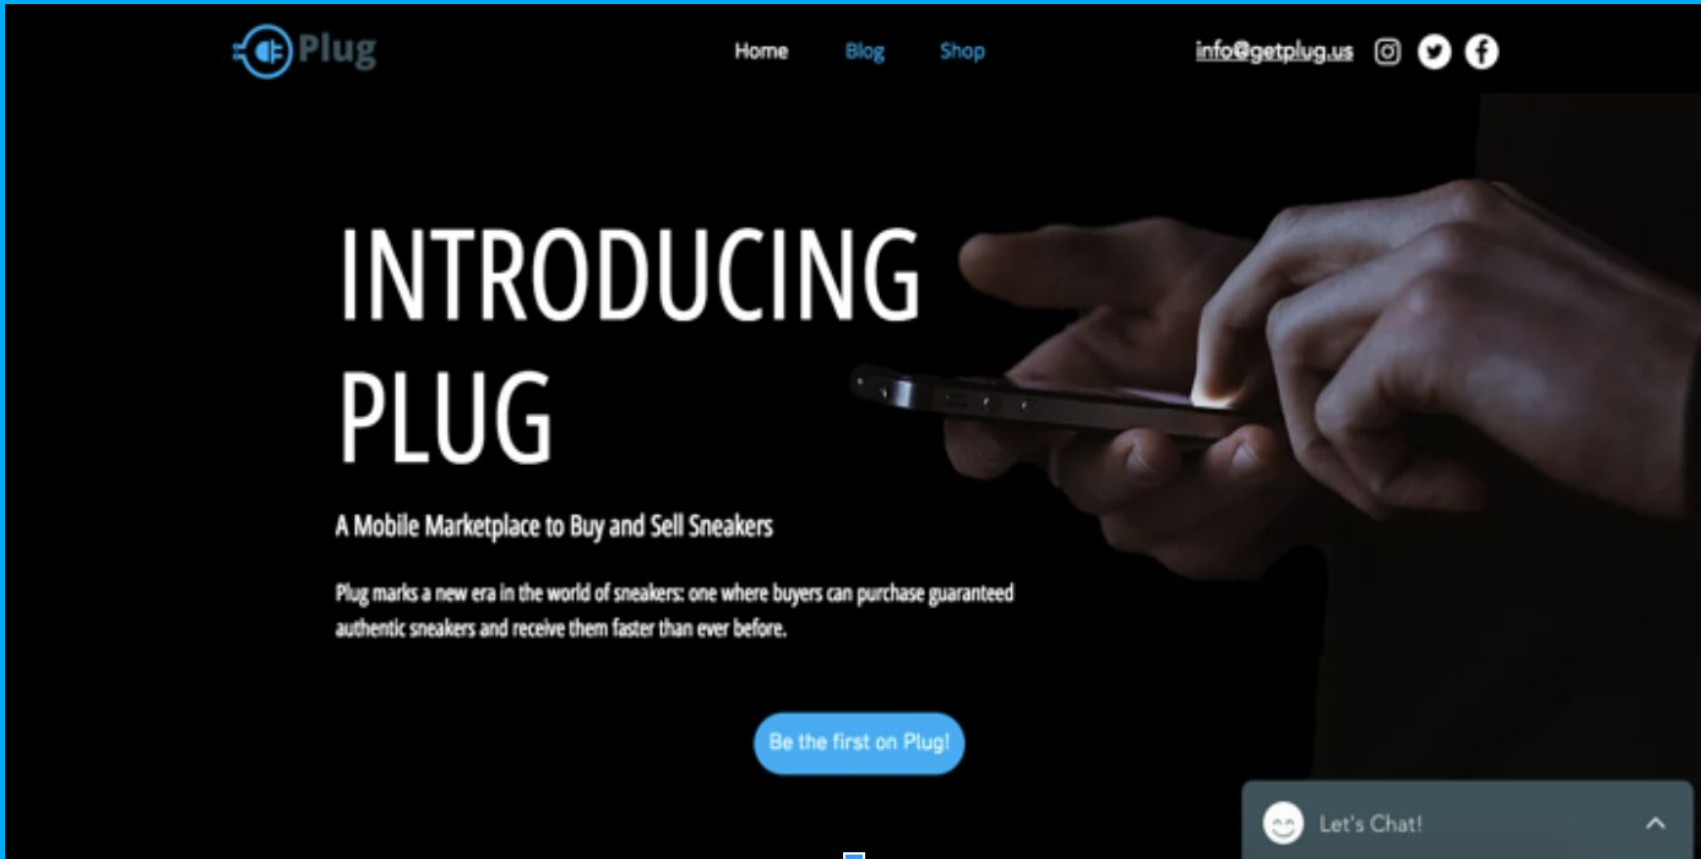 Plug
Home Blog Shop
info@getplug.us
INTRODUCING
PLUG
A Mobile Marketplace to Buy and Sell Sneakers
Plug marks a new era in the world of sneakers: one where buyers can purchase guaranteed
authentic sneakers and receive them faster than ever before.
Be the first on Plug!
Let's Chat!